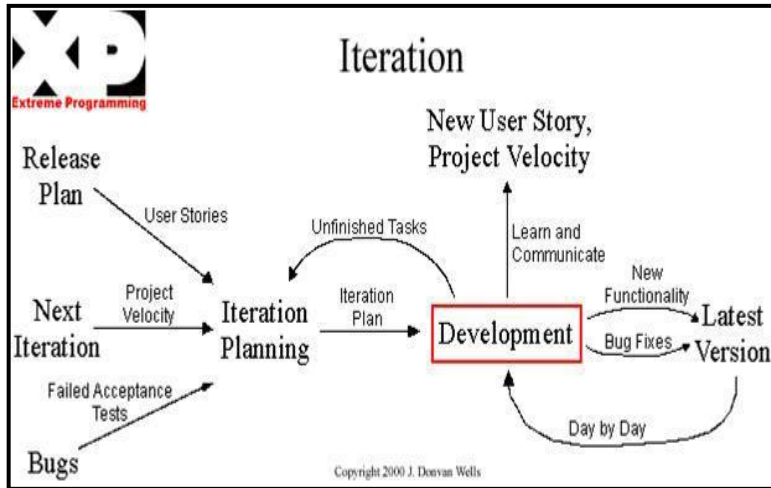 XP
Extreme Programming
Iteration
New User Story,
Project Velocity
Release
Plan
User Stories
Unfinished Tasks
Learn and
Communicate
New
Functionality
Project
Velocity
Next
Iteration
Iteration
Planning
Iteration
Plan
Development
Latest
Version
Bug Fixes
Failed Acceptance
Tests
Day by Day
Bugs
Copyright 2000 J. Donvan Wells